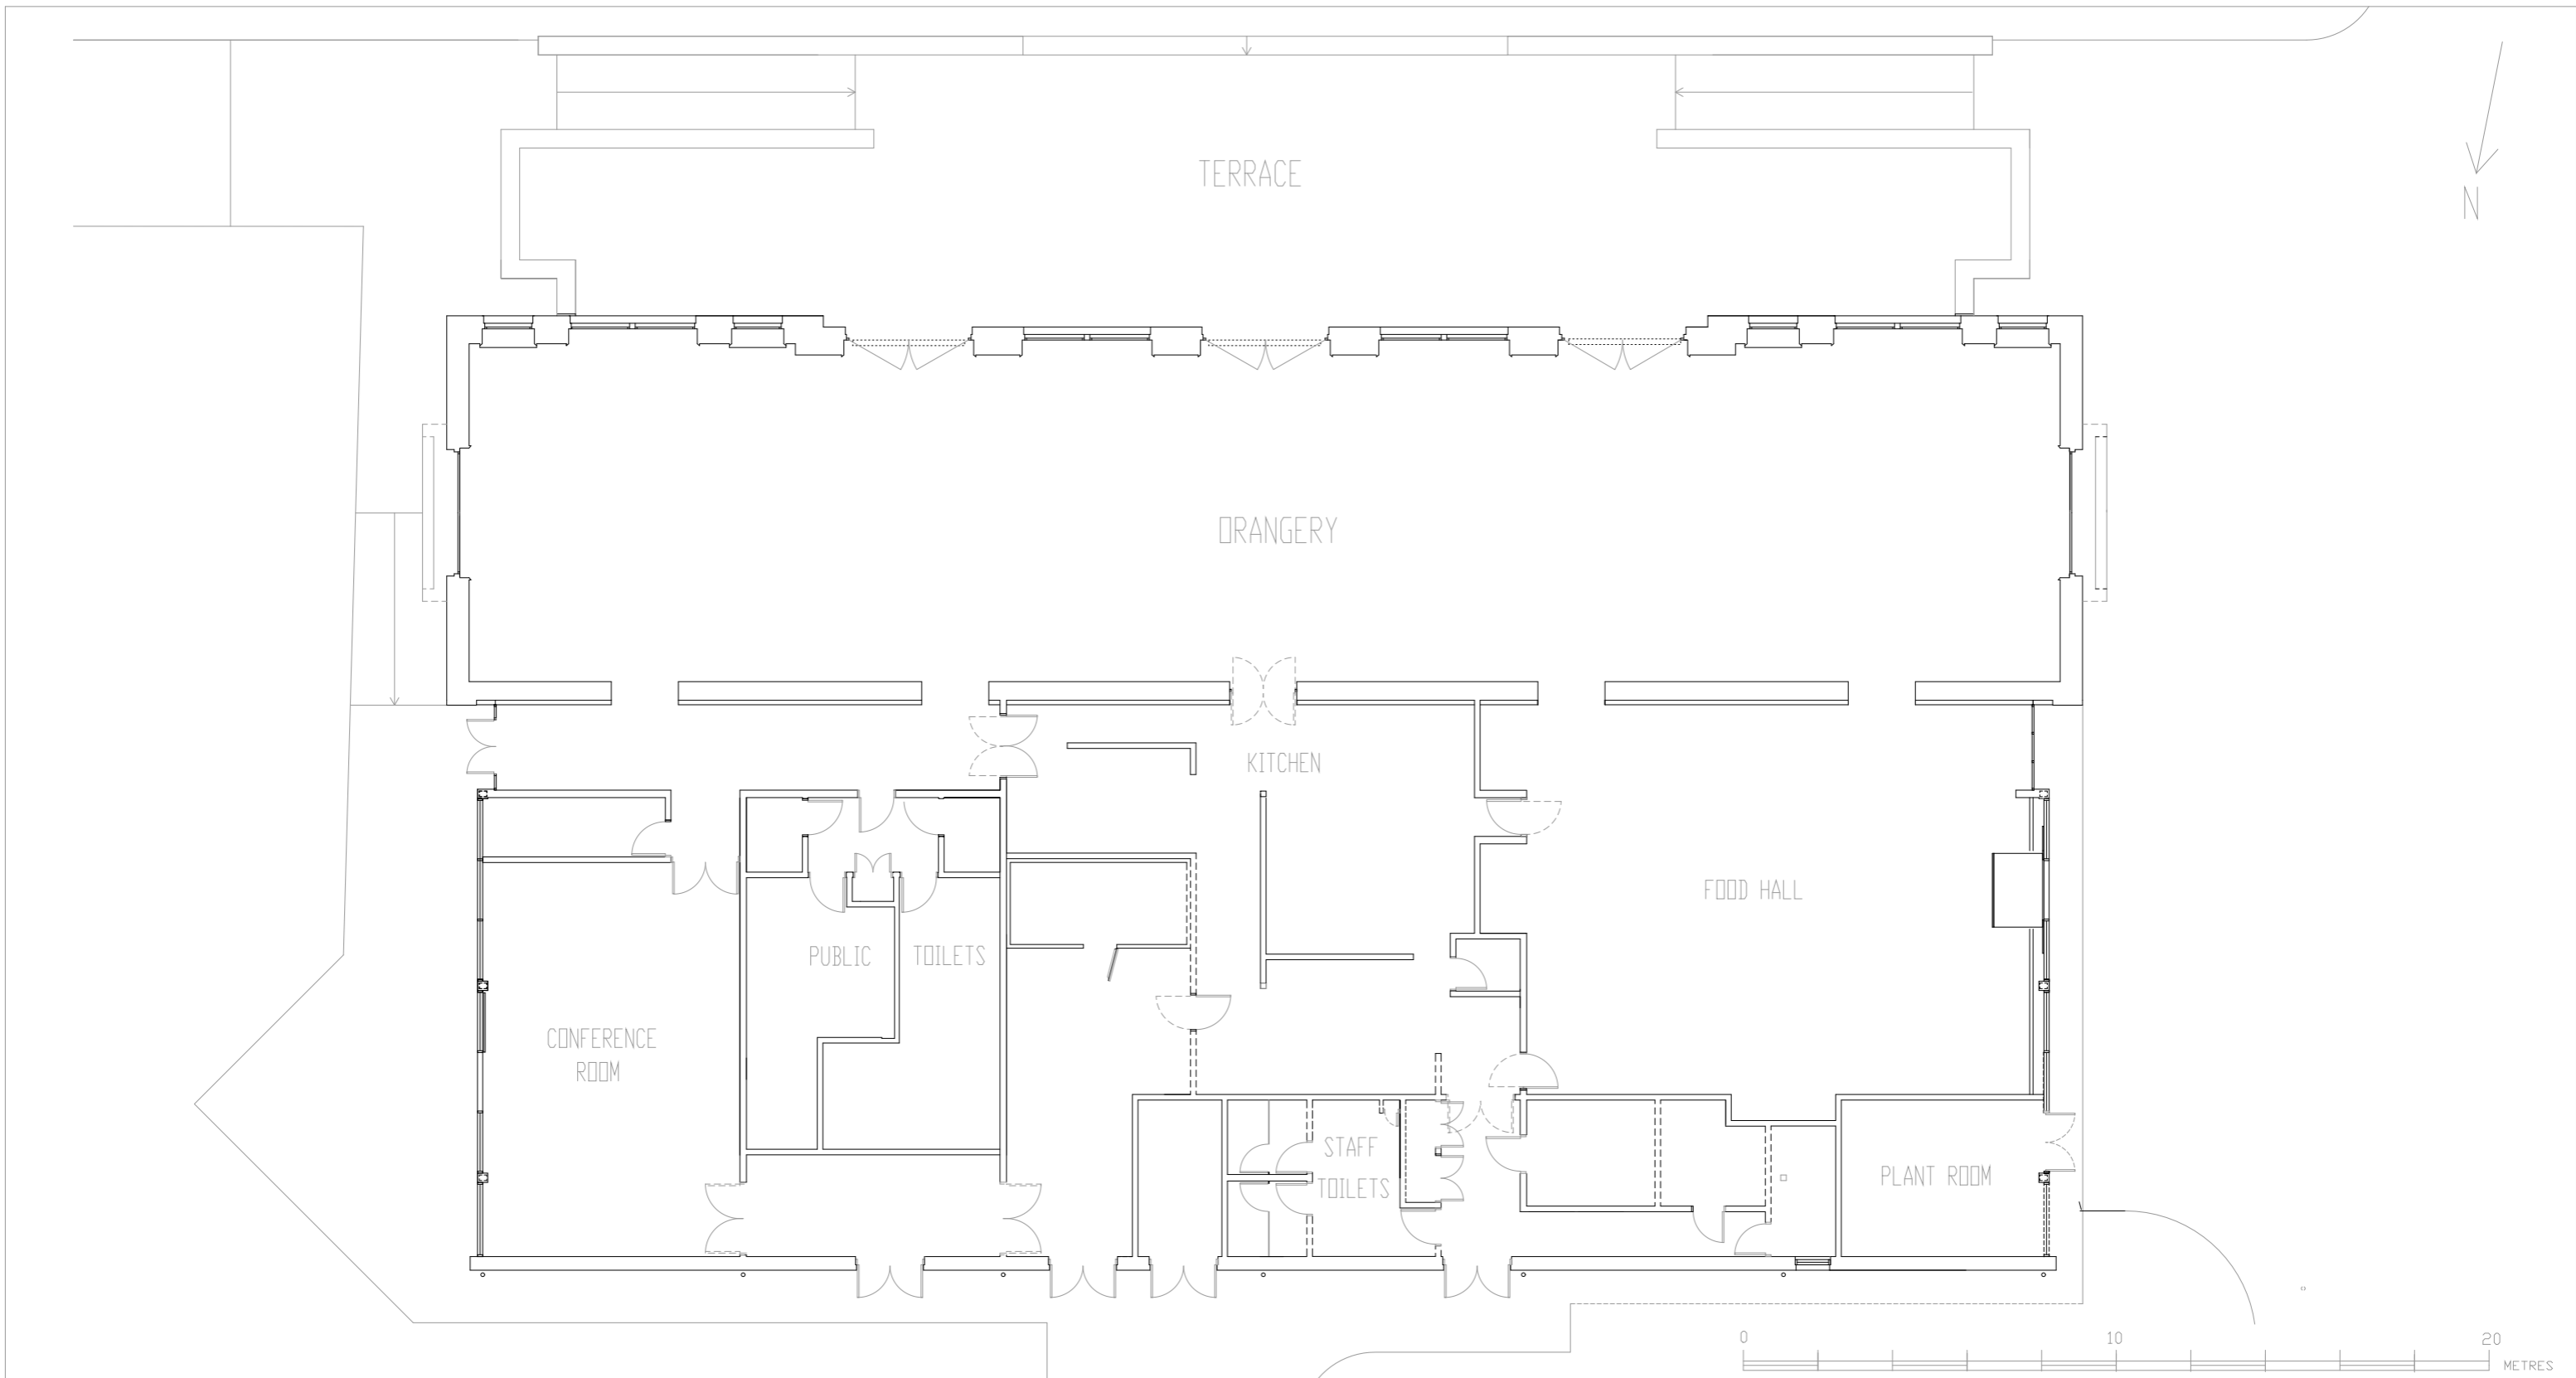 TERRACE
N
ORANGERY
KITCHEN
FOOD HALL
PUBLIC TOILETS
CONFERENCE
ROOM
STAFF
TOILETS
PLANT ROOM
0 10 20
METRES